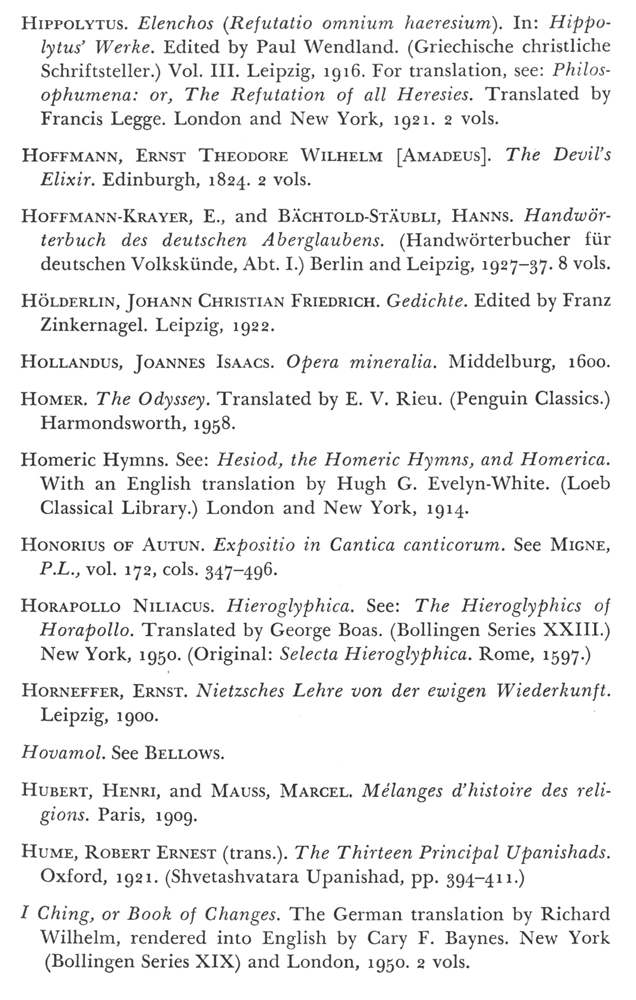 HIPPOLYTUS. Elenchos (Refutatio omnium haeresium). In: Hippo-
lytus' Werke. Edited by Paul Wendland. (Griechische christliche
Schriftsteller.) Vol. III. Leipzig, 1916. For translation, see: Philos-
ophumena: or, The Refutation of all Heresies. Translated by
Francis Legge. London and New York, 1921. 2 vols.
HOFFMANN, ERNST THEODORE WILHELM [AMADEUS]. The Devil's
Elixir. Edinburgh, 1824. 2 vols.
HOFFMANN-KRAYER, E., and BÄCHTOLD-STÄUBLI, HANNS. Handwör-
terbuch des deutschen Aberglaubens. (Handwörterbucher für
deutschen Volkskünde, Abt. I.) Berlin and Leipzig, 1927–37. 8 vols.
HÖLDERLIN, JOHANN CHRISTIAN FRIEDRICH. Gedichte. Edited by Franz
Zinkernagel. Leipzig, 1922.
HOLLANDUS, JOANNES ISAACS. Opera mineralia. Middelburg, 1600.
HOMER. The Odyssey. Translated by E. V. Rieu. (Penguin Classics.)
Harmondsworth, 1958.
Homeric Hymns. See: Hesiod, the Homeric Hymns, and Homerica.
With an English translation by Hugh G. Evelyn-White. (Loeb
Classical Library.) London and New York, 1914.
HONORIUS OF AUTUN. Expositio in Cantica canticorum. See MIGNE,
P.L., vol. 172, cols. 347–496.
HORAPOLLO NILIACUS. Hieroglyphica. See: The Hieroglyphics of
Horapollo. Translated by George Boas. (Bollingen Series XXIII.)
New York, 1950. (Original: Selecta Hieroglyphica. Rome, 1597.)
HORNEFFER, ERNST. Nietzsches Lehre von der ewigen Wiederkunft.
Leipzig, 1900.
Hovamol. See BELLOWS.
HUBERT, HENRI, and MAUSS, MARCEL. Mélanges d'histoire des reli-
gions. Paris, 1909.
HUME, ROBERT ERNEST (trans.). The Thirteen Principal Upanishads.
Oxford, 1921. (Shvetashvatara Upanishad, pp. 394–411.)
I Ching, or Book of Changes. The German translation by Richard
Wilhelm, rendered into English by Cary F. Baynes. New York
(Bollingen Series XIX) and London, 1950. 2 vols.